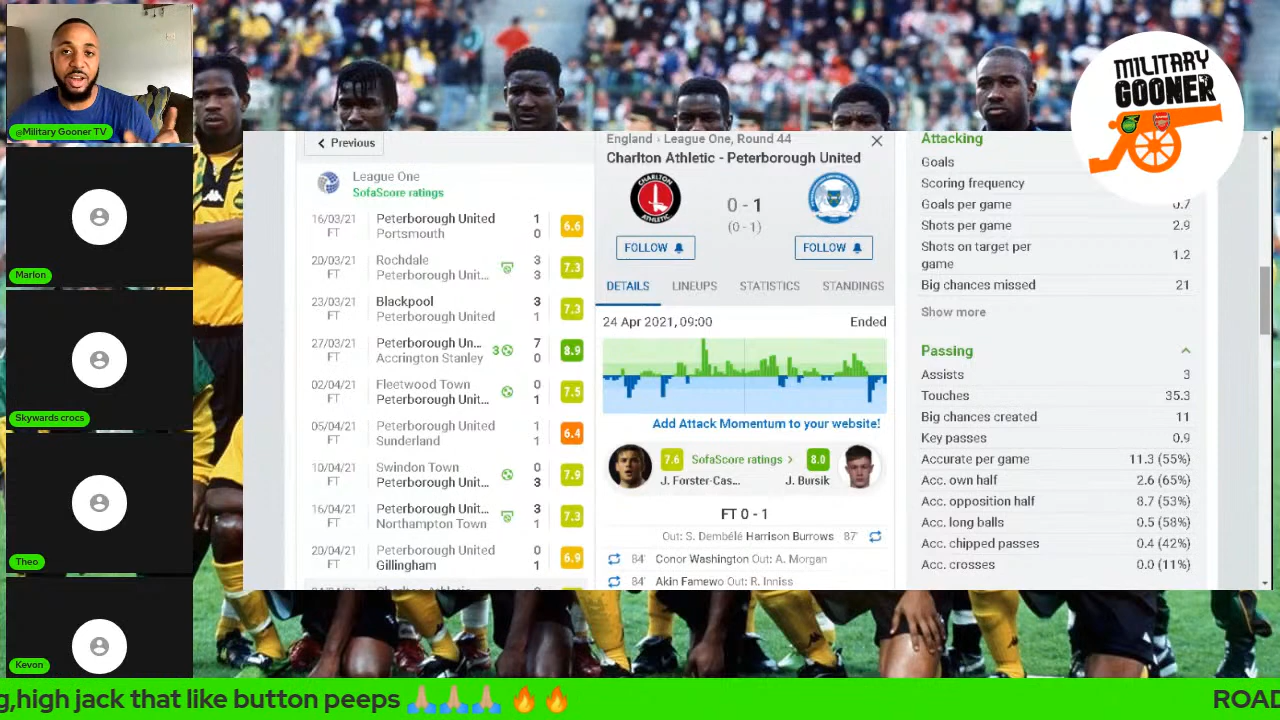 @Military Gooner TV
Marlon
Skywards crocs
Theo
Kevon
MILITARY
GOONER
Previous
League One
SofaScore ratings
16/03/21 Peterborough United 1 6.6
FT Portsmouth 0
20/03/21 Rochdale 3 7.3
FT Peterborough Unit... 3
23/03/21 Blackpool 3 7.3
FT Peterborough United 1
27/03/21 Peterborough Un... 3 7 8.9
FT Accrington Stanley 0
02/04/21 Fleetwood Town 0 7.5
FT Peterborough Unit... 1
05/04/21 Peterborough United 1 6.4
FT Sunderland 1
10/04/21 Swindon Town 0 7.9
FT Peterborough Unit... 3
16/04/21 Peterborough Unit... 3 7.3
FT Northampton Town 1
20/04/21 Peterborough United 0 6.9
FT Gillingham 1
England › League One, Round 44
Charlton Athletic - Peterborough United
CHARLTON
ATHLETIC
0 - 1
(0 - 1)
FOLLOW FOLLOW
DETAILS LINEUPS STATISTICS STANDINGS
24 Apr 2021, 09:00 Ended
Add Attack Momentum to your website!
7.6 SofaScore ratings › 8.0
J. Forster-Cas... J. Bursik
FT 0 - 1
Out: S. Dembélé Harrison Burrows 87'
84' Conor Washington Out: A. Morgan
84' Akin Famewo Out: R. Inniss
Attacking
Goals
Scoring frequency
Goals per game 0.7
Shots per game 2.9
Shots on target per
game 1.2
Big chances missed 21
Show more
Passing
Assists 3
Touches 35.3
Big chances created 11
Key passes 0.9
Accurate per game 11.3 (55%)
Acc. own half 2.6 (65%)
Acc. opposition half 8.7 (53%)
Acc. long balls 0.5 (58%)
Acc. chipped passes 0.4 (42%)
Acc. crosses 0.0 (11%)
g,high jack that like button peeps 🙏🏼🙏🏼🙏🏼 🔥🔥 ROAD